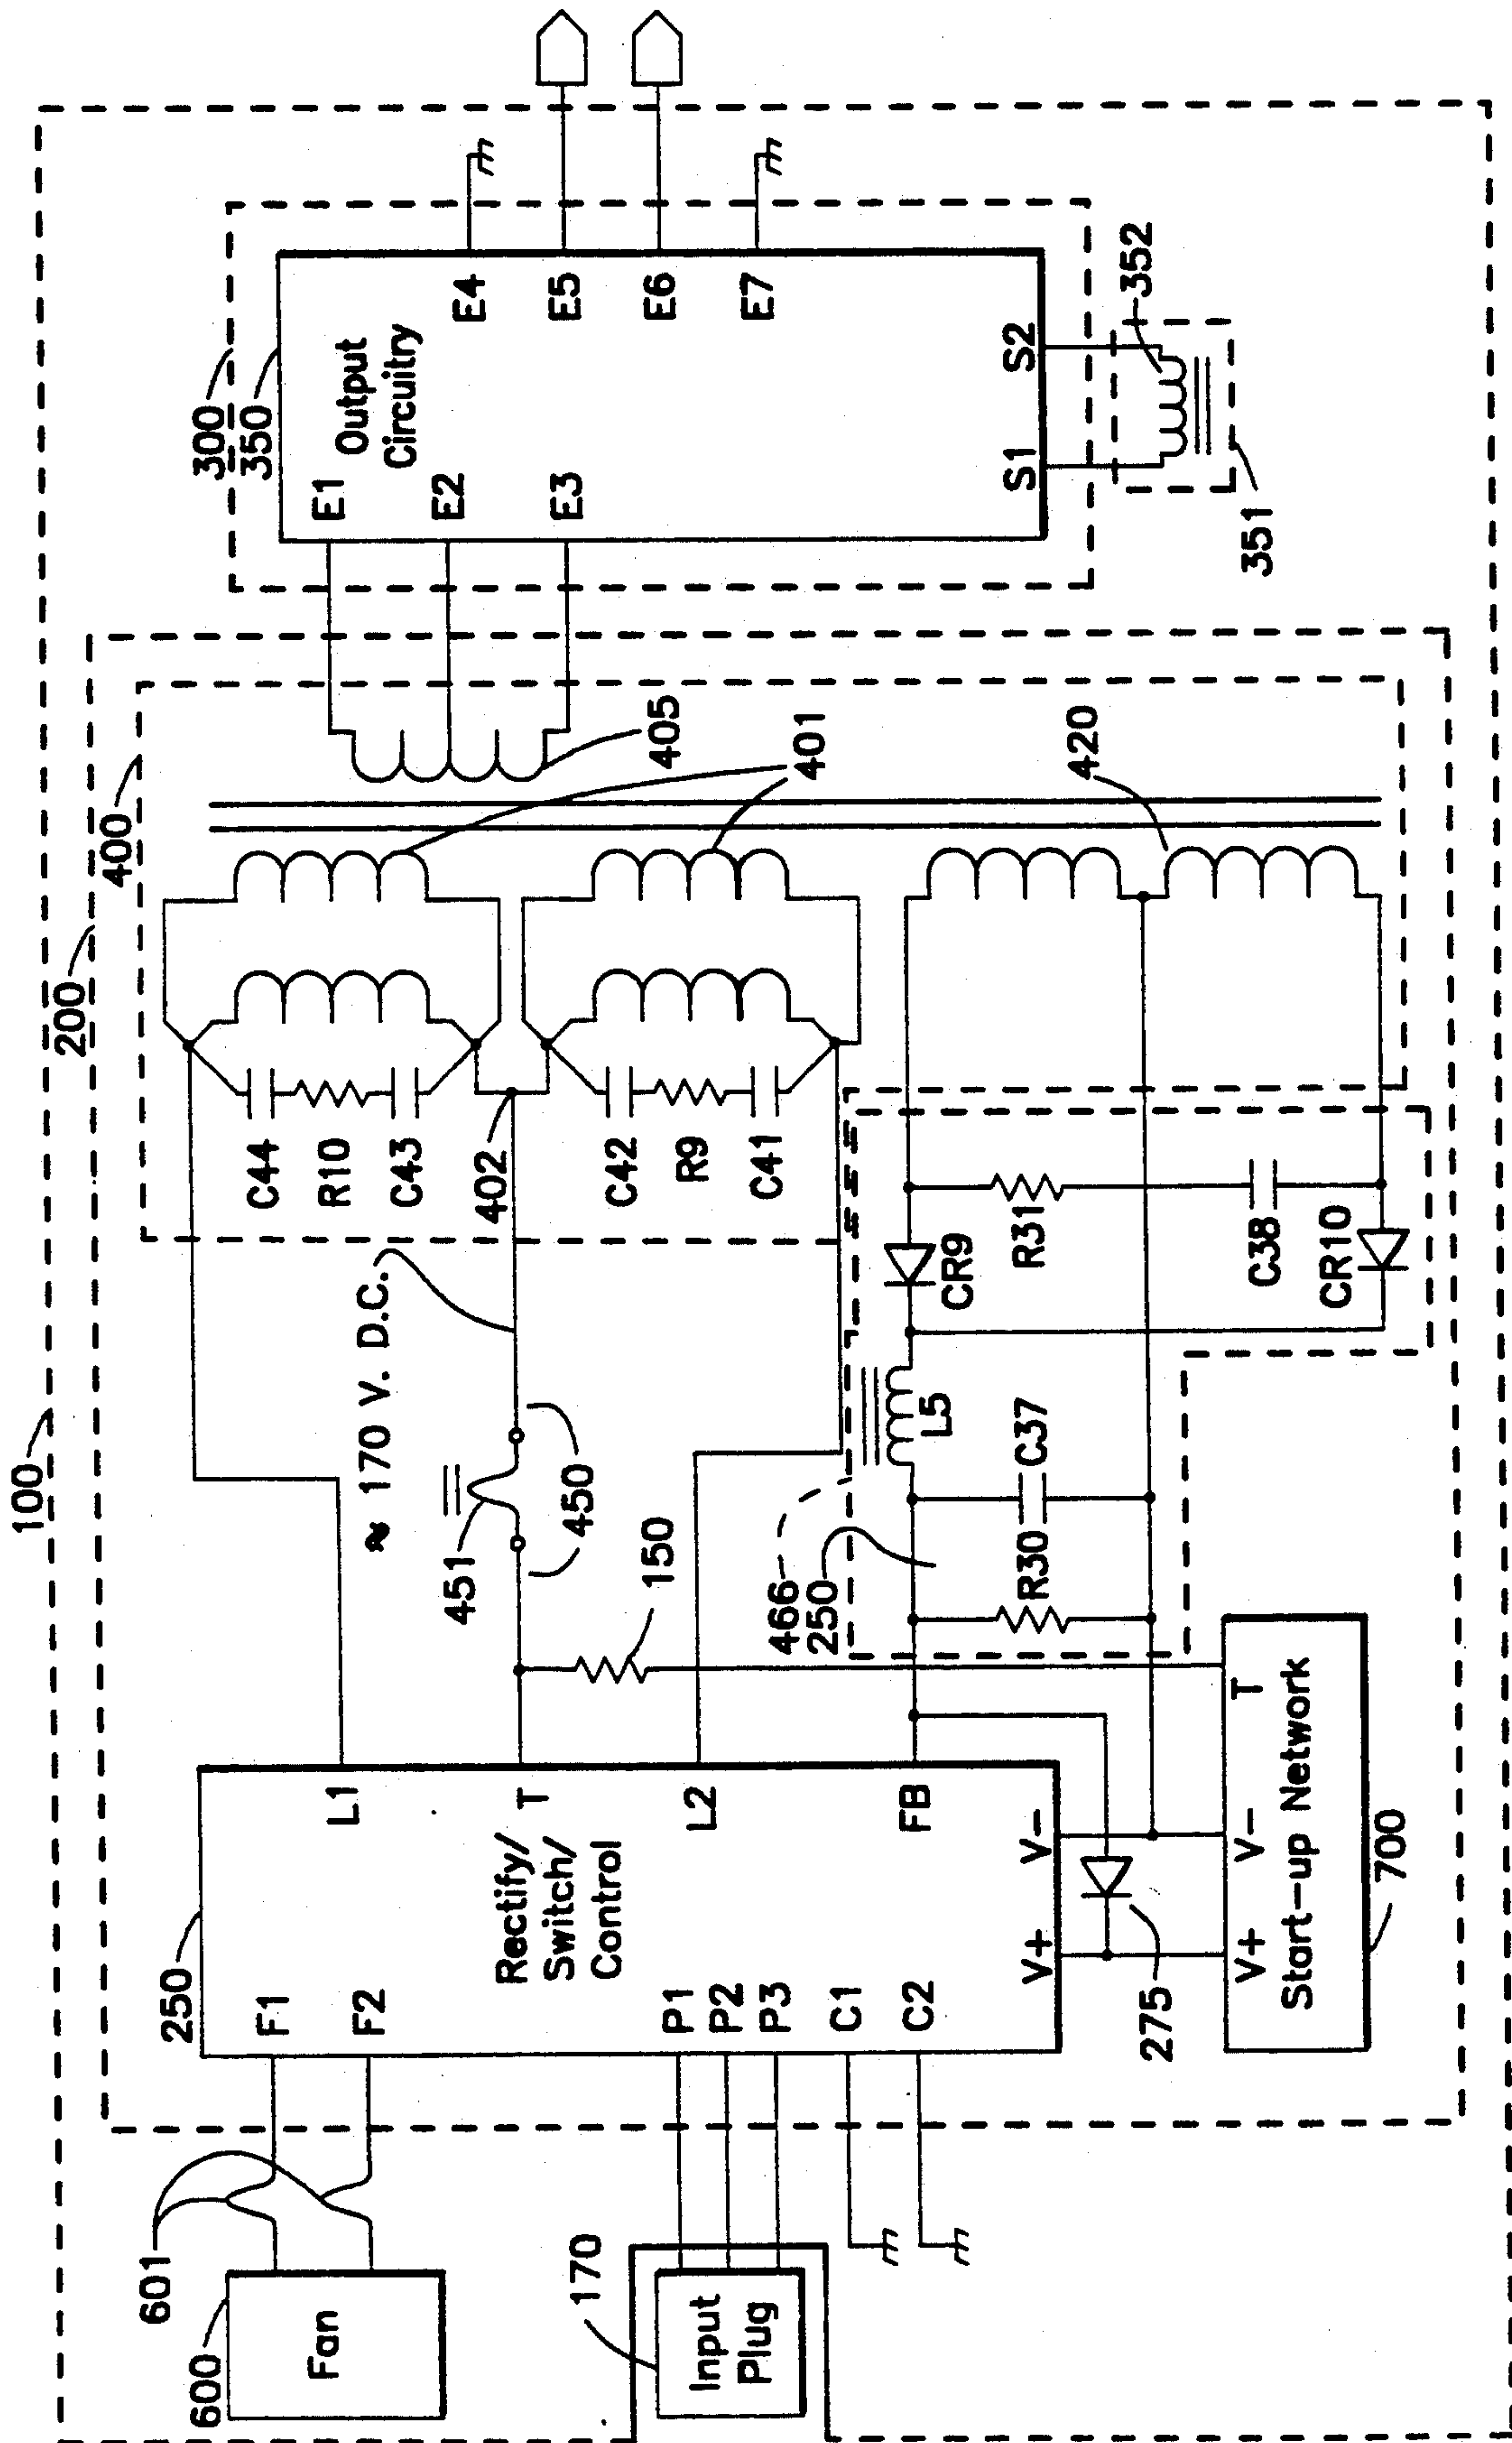 100
200
400
300
350
600
601
Fan
170
Input
Plug
250
F1
F2
P1
P2
P3
C1
C2
Rectify/
Switch/
Control
L1
T
L2
FB
V+
V-
275
V+
V-
T
Start-up Network
700
150
451
450
≈ 170 V. D.C.
466
250
R30
C37
L5
CR9
R31
C38
CR10
C44
R10
C43
402
C42
R9
C41
405
401
420
E1
E2
E3
Output
Circuitry
E4
E5
E6
E7
S1
S2
351
352